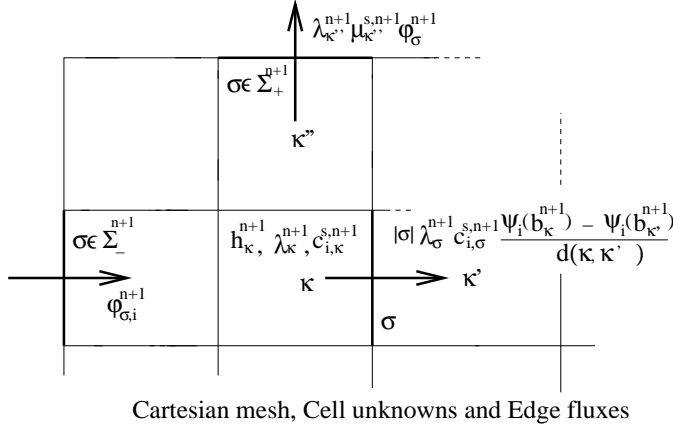 λ_κ''^{n+1} μ_κ''^{s,n+1} φ_σ^{n+1}
σ∈ Σ_+^{n+1}
κ''
σ∈ Σ_-^{n+1}
h_κ^{n+1}, λ_κ^{n+1}, c_{i,κ}^{s,n+1}
|σ| λ_σ^{n+1} c_{i,σ}^{s,n+1} (ψ_i(b_κ^{n+1}) – ψ_i(b_κ'^{n+1})) / d(κ, κ' )
φ_{σ,i}^{n+1}
κ
κ'
σ
Cartesian mesh, Cell unknowns and Edge fluxes